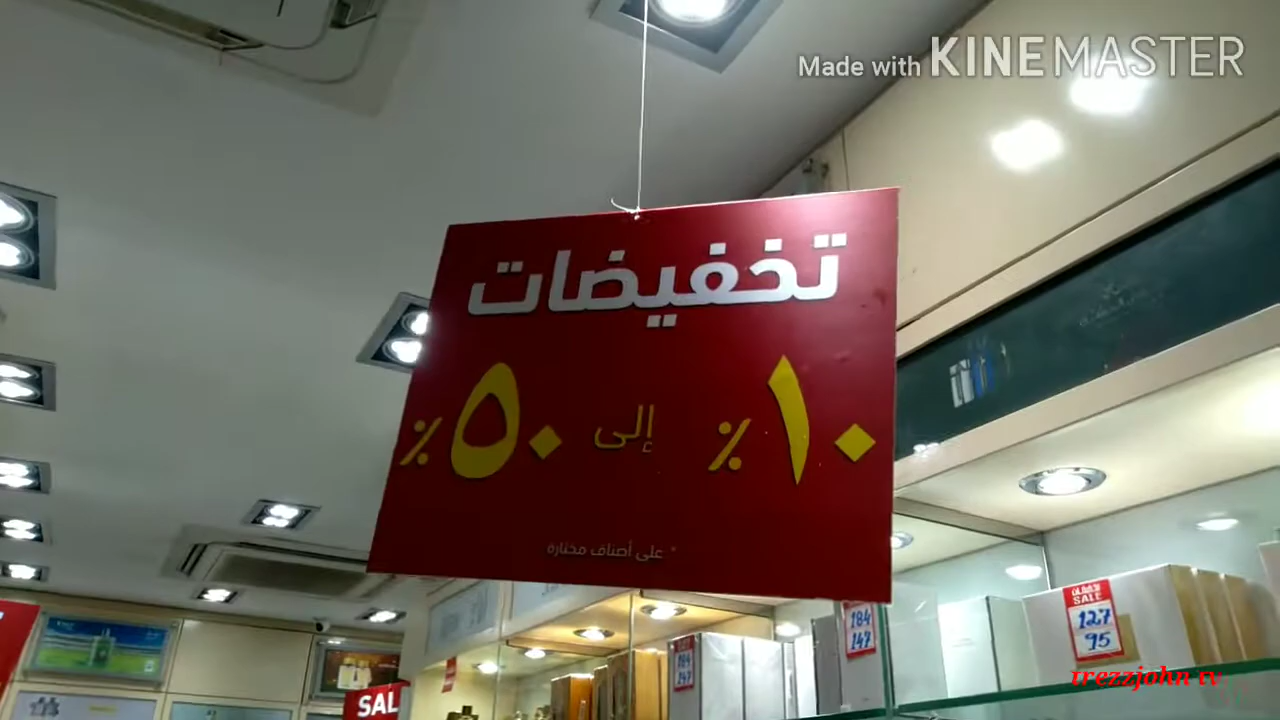 Made with KINEMASTER
تخفيضات
١٠٪ إلى ٥٠٪
* على أصناف مختارة
184
147
SALE
127
95
SAL
trezzjohn tv